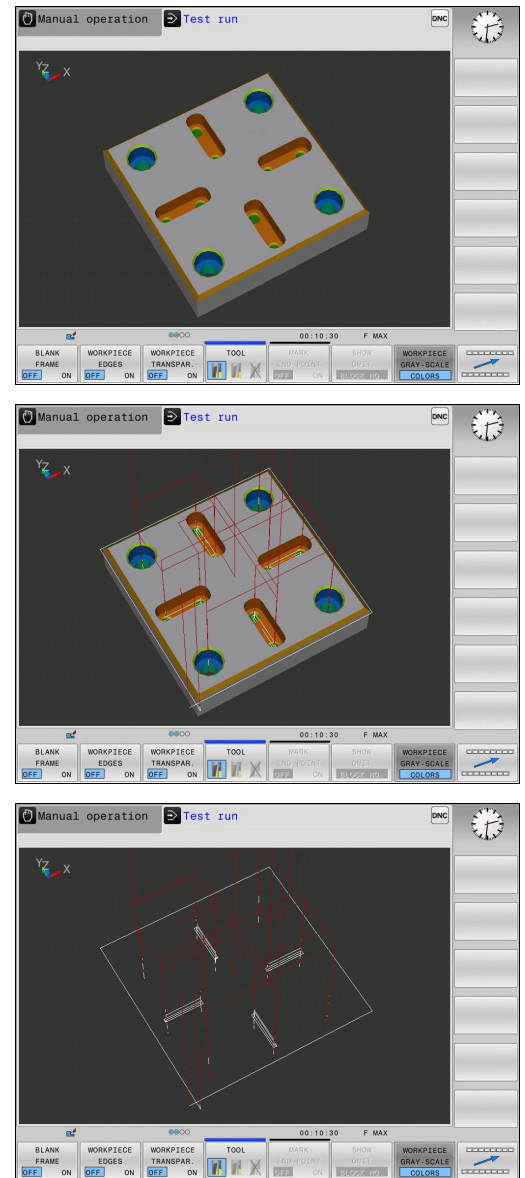 Manual operation Test run DNC
YZ X
00:10:30 F MAX
BLANK WORKPIECE WORKPIECE TOOL MARK SHOW WORKPIECE
FRAME EDGES TRANSPAR. END POINT OMIT GRAY-SCALE
OFF ON OFF ON OFF ON OFF ON BLOCK NO. COLORS
Manual operation Test run DNC
YZ X
00:10:30 F MAX
BLANK WORKPIECE WORKPIECE TOOL MARK SHOW WORKPIECE
FRAME EDGES TRANSPAR. END POINT OMIT GRAY-SCALE
OFF ON OFF ON OFF ON OFF ON BLOCK NO. COLORS
Manual operation Test run DNC
YZ X
00:10:30 F MAX
BLANK WORKPIECE WORKPIECE TOOL MARK SHOW WORKPIECE
FRAME EDGES TRANSPAR. END POINT OMIT GRAY-SCALE
OFF ON OFF ON OFF ON OFF ON BLOCK NO. COLORS